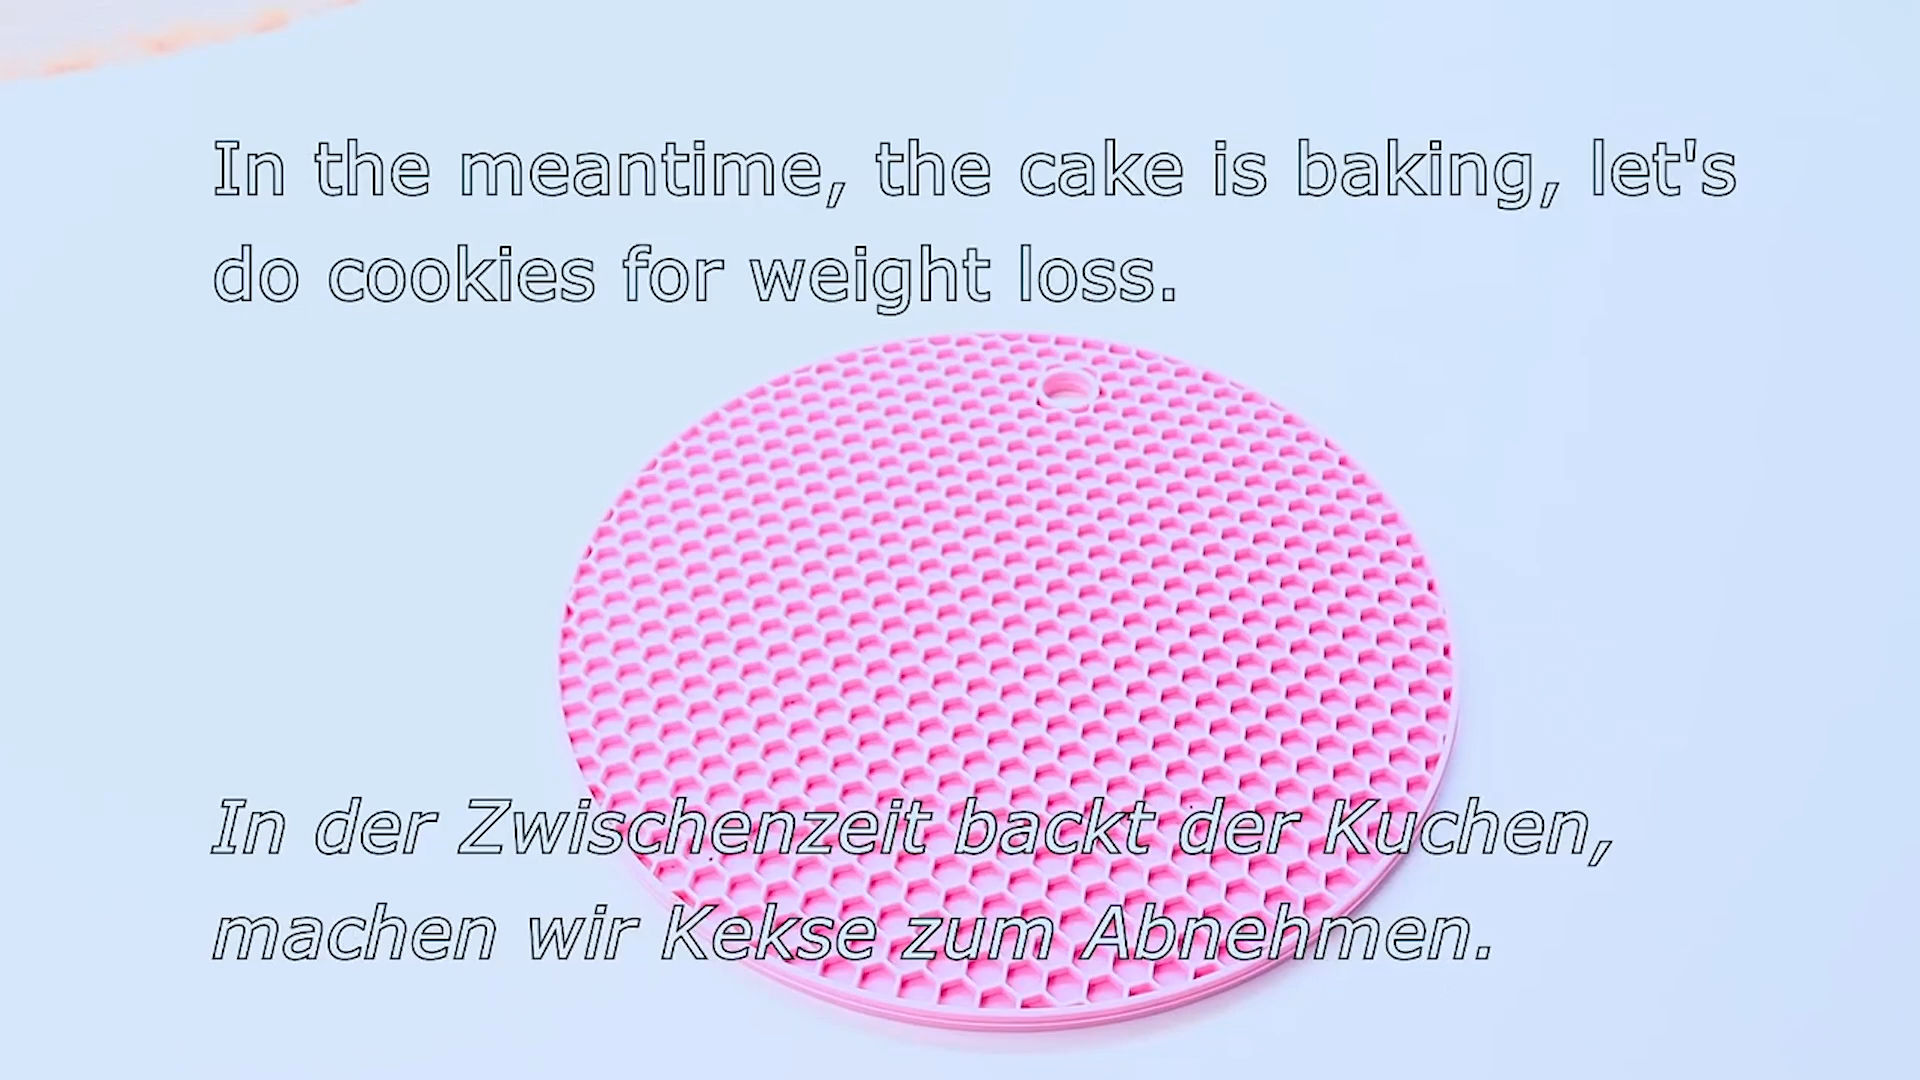 In the meantime, the cake is baking, let's
do cookies for weight loss.
In der Zwischenzeit backt der Kuchen,
machen wir Kekse zum Abnehmen.